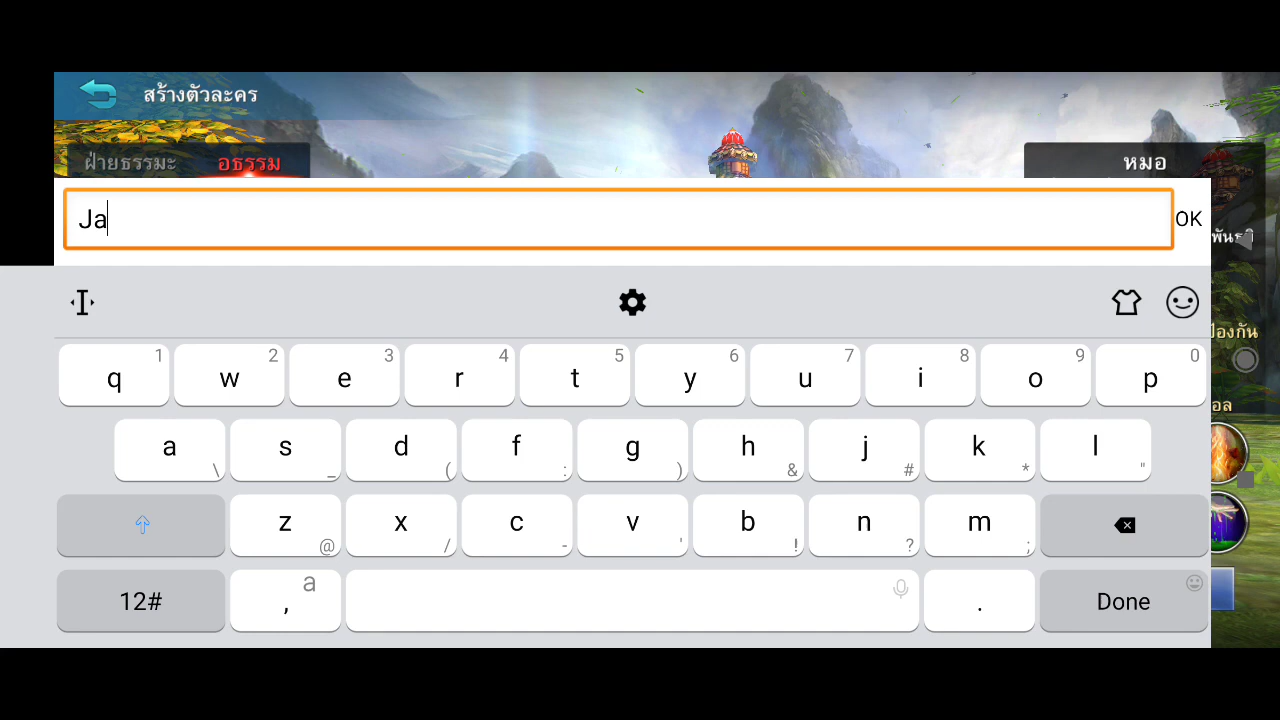 สร้างตัวละคร
ฝ่ายธรรมะ อธรรม
หมอ
Ja
OK
1 2 3 4 5 6 7 8 9 0
q w e r t y u i o p
a s d f g h j k l
\ _ ( : ) & # * "
z x c v b n m
@ / - ' ! ? ;
12# , a . Done